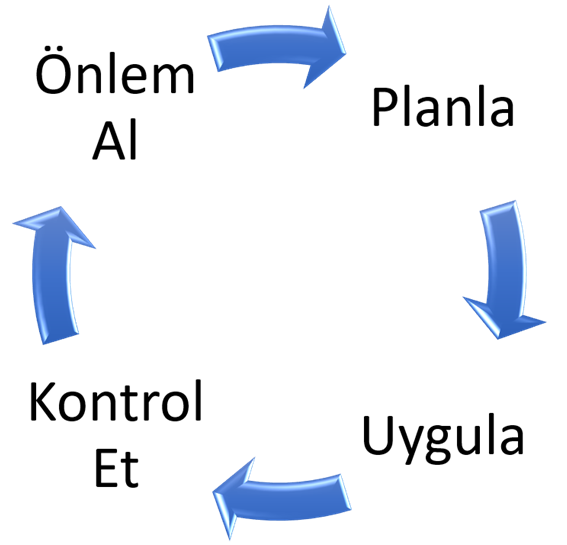 Önlem
Al
Planla
Uygula
Kontrol
Et